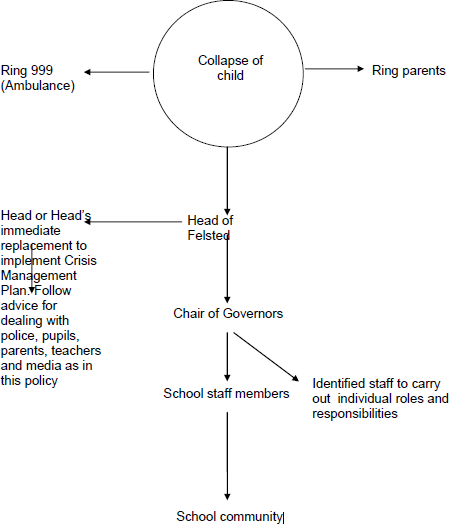 Collapse of
child
Ring 999
(Ambulance)
Ring parents
Head or Head's
immediate
replacement to
implement Crisis
Management
Plan. Follow
advice for
dealing with
police, pupils,
parents, teachers
and media as in
this policy
Head of
Felsted
Chair of Governors
School staff members
Identified staff to carry
out individual roles and
responsibilities
School community